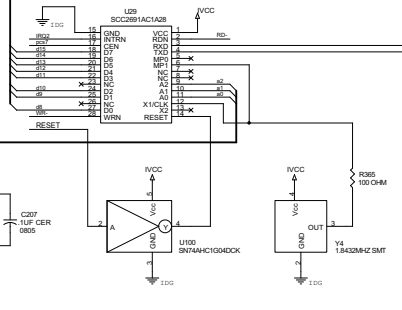 U29
SCC2691AC1A28
IVCC
IDG
15 GND VCC 1
IRQ2 16 INTRN RDN 2 RD-
pcs7 17 CEN RXD 3
d15 18 D7 TXD 4
d14 19 D6 MP0 5
d13 20 D5 MP1 6
d12 21 D4 NC 7
d11 22 D3 NC 8
23 NC A2 9 a2
d10 24 D2 A1 10 a1
d9 25 D1 A0 11 a0
26 NC X1/CLK 12
d8 27 D0 X2 13
WR- 28 WRN RESET 14
RESET
IVCC
IVCC
R365
100 OHM
5
4
Vcc
Vcc
C207
.1UF CER
0805
2 A Y 4
OUT 3
GND
GND
U100
SN74AHC1G04DCK
Y4
1.8432MHZ SMT
3
2
IDG
IDG